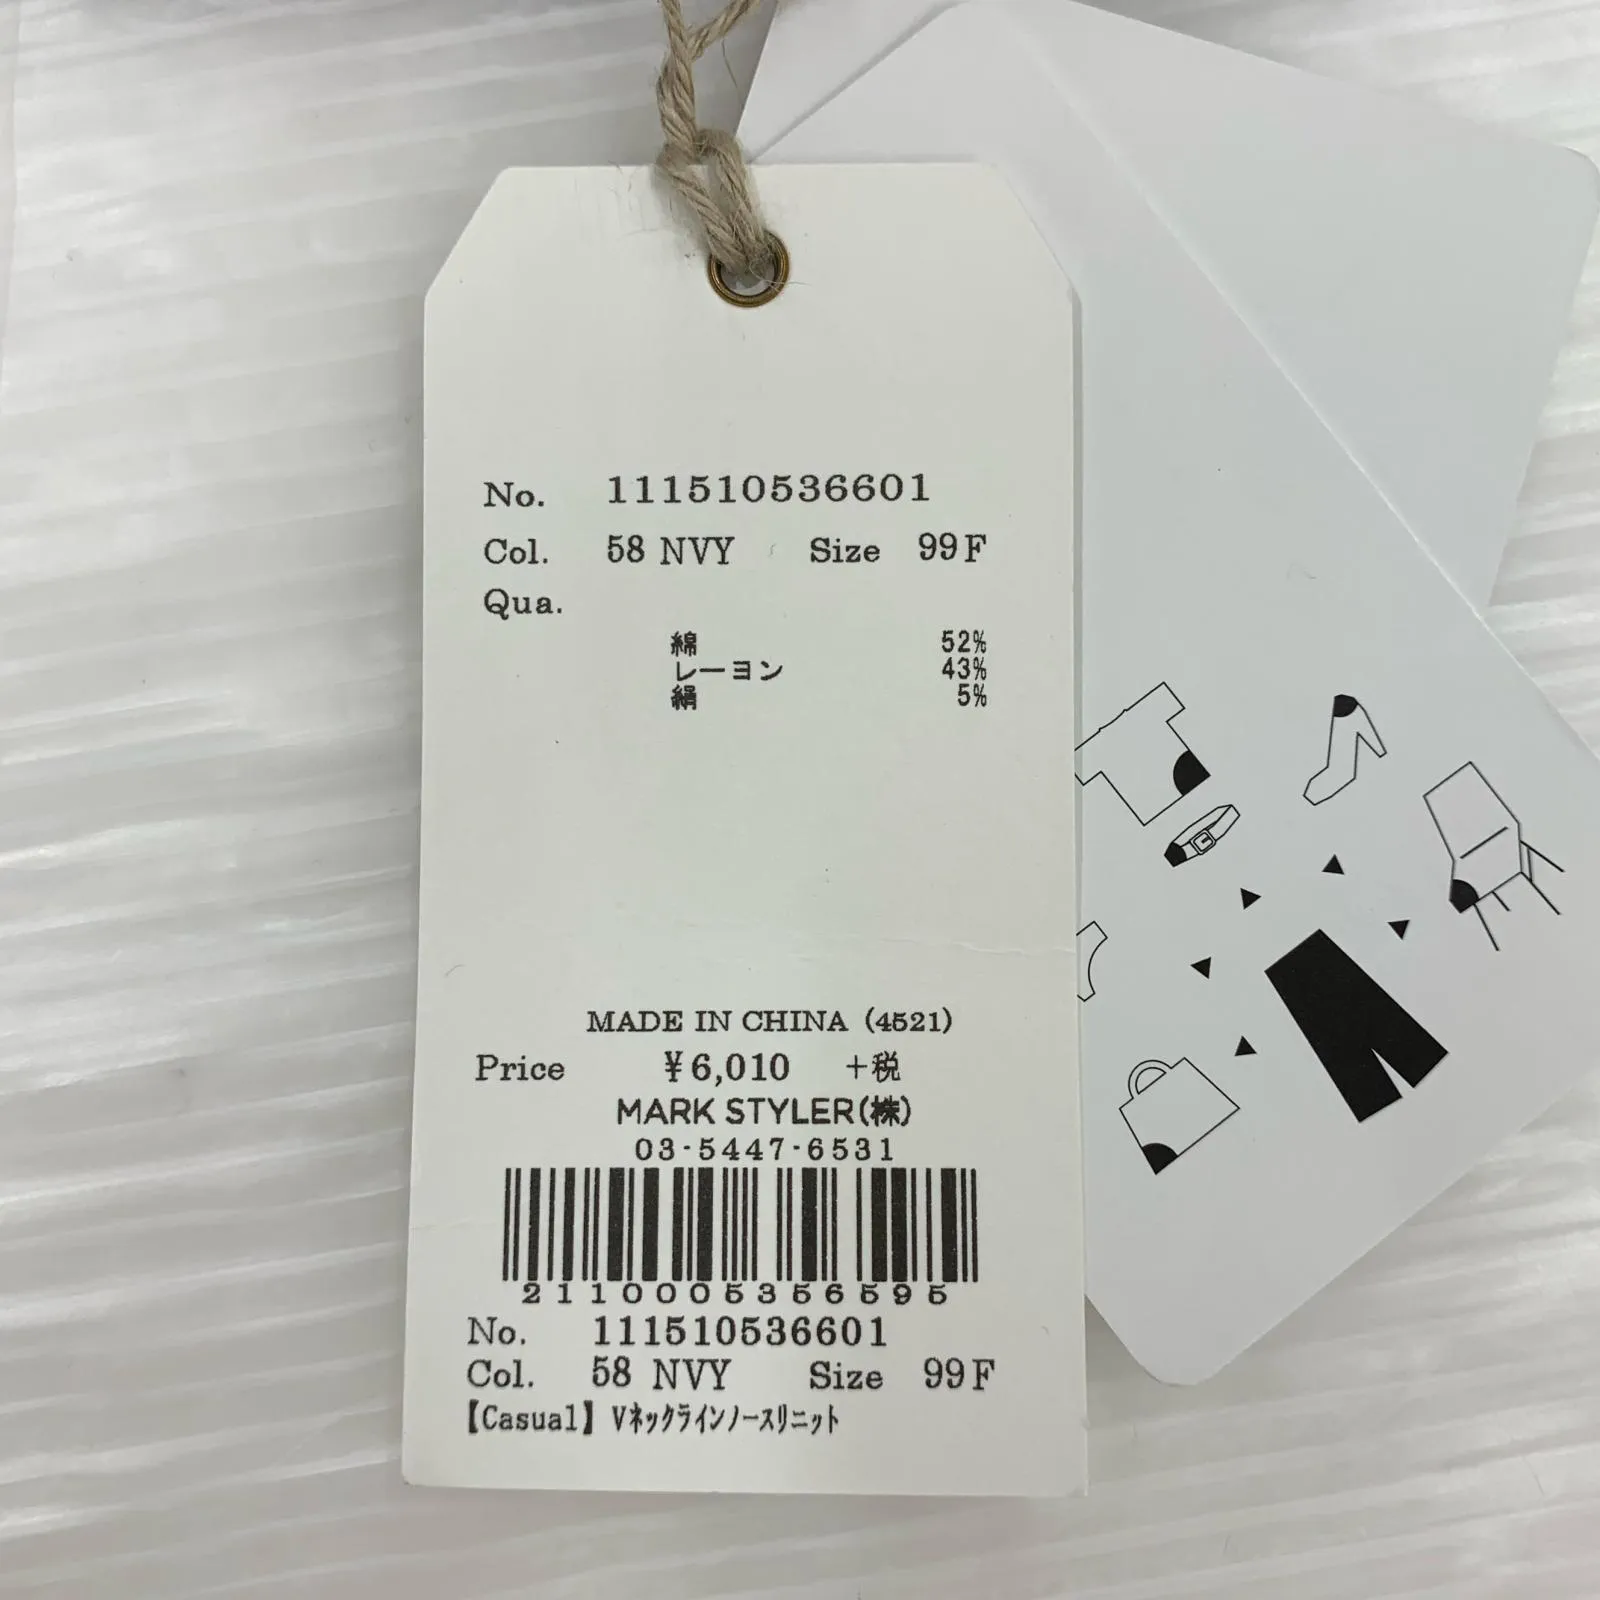 No. 111510536601
Col. 58 NVY Size 99F
Qua.
綿 52%
レーヨン 43%
絹 5%
MADE IN CHINA (4521)
Price ¥6,010 +税
MARK STYLER(株)
03-5447-6531
2110005356595
No. 111510536601
Col. 58 NVY Size 99F
【Casual】Vネックラインノースリニット